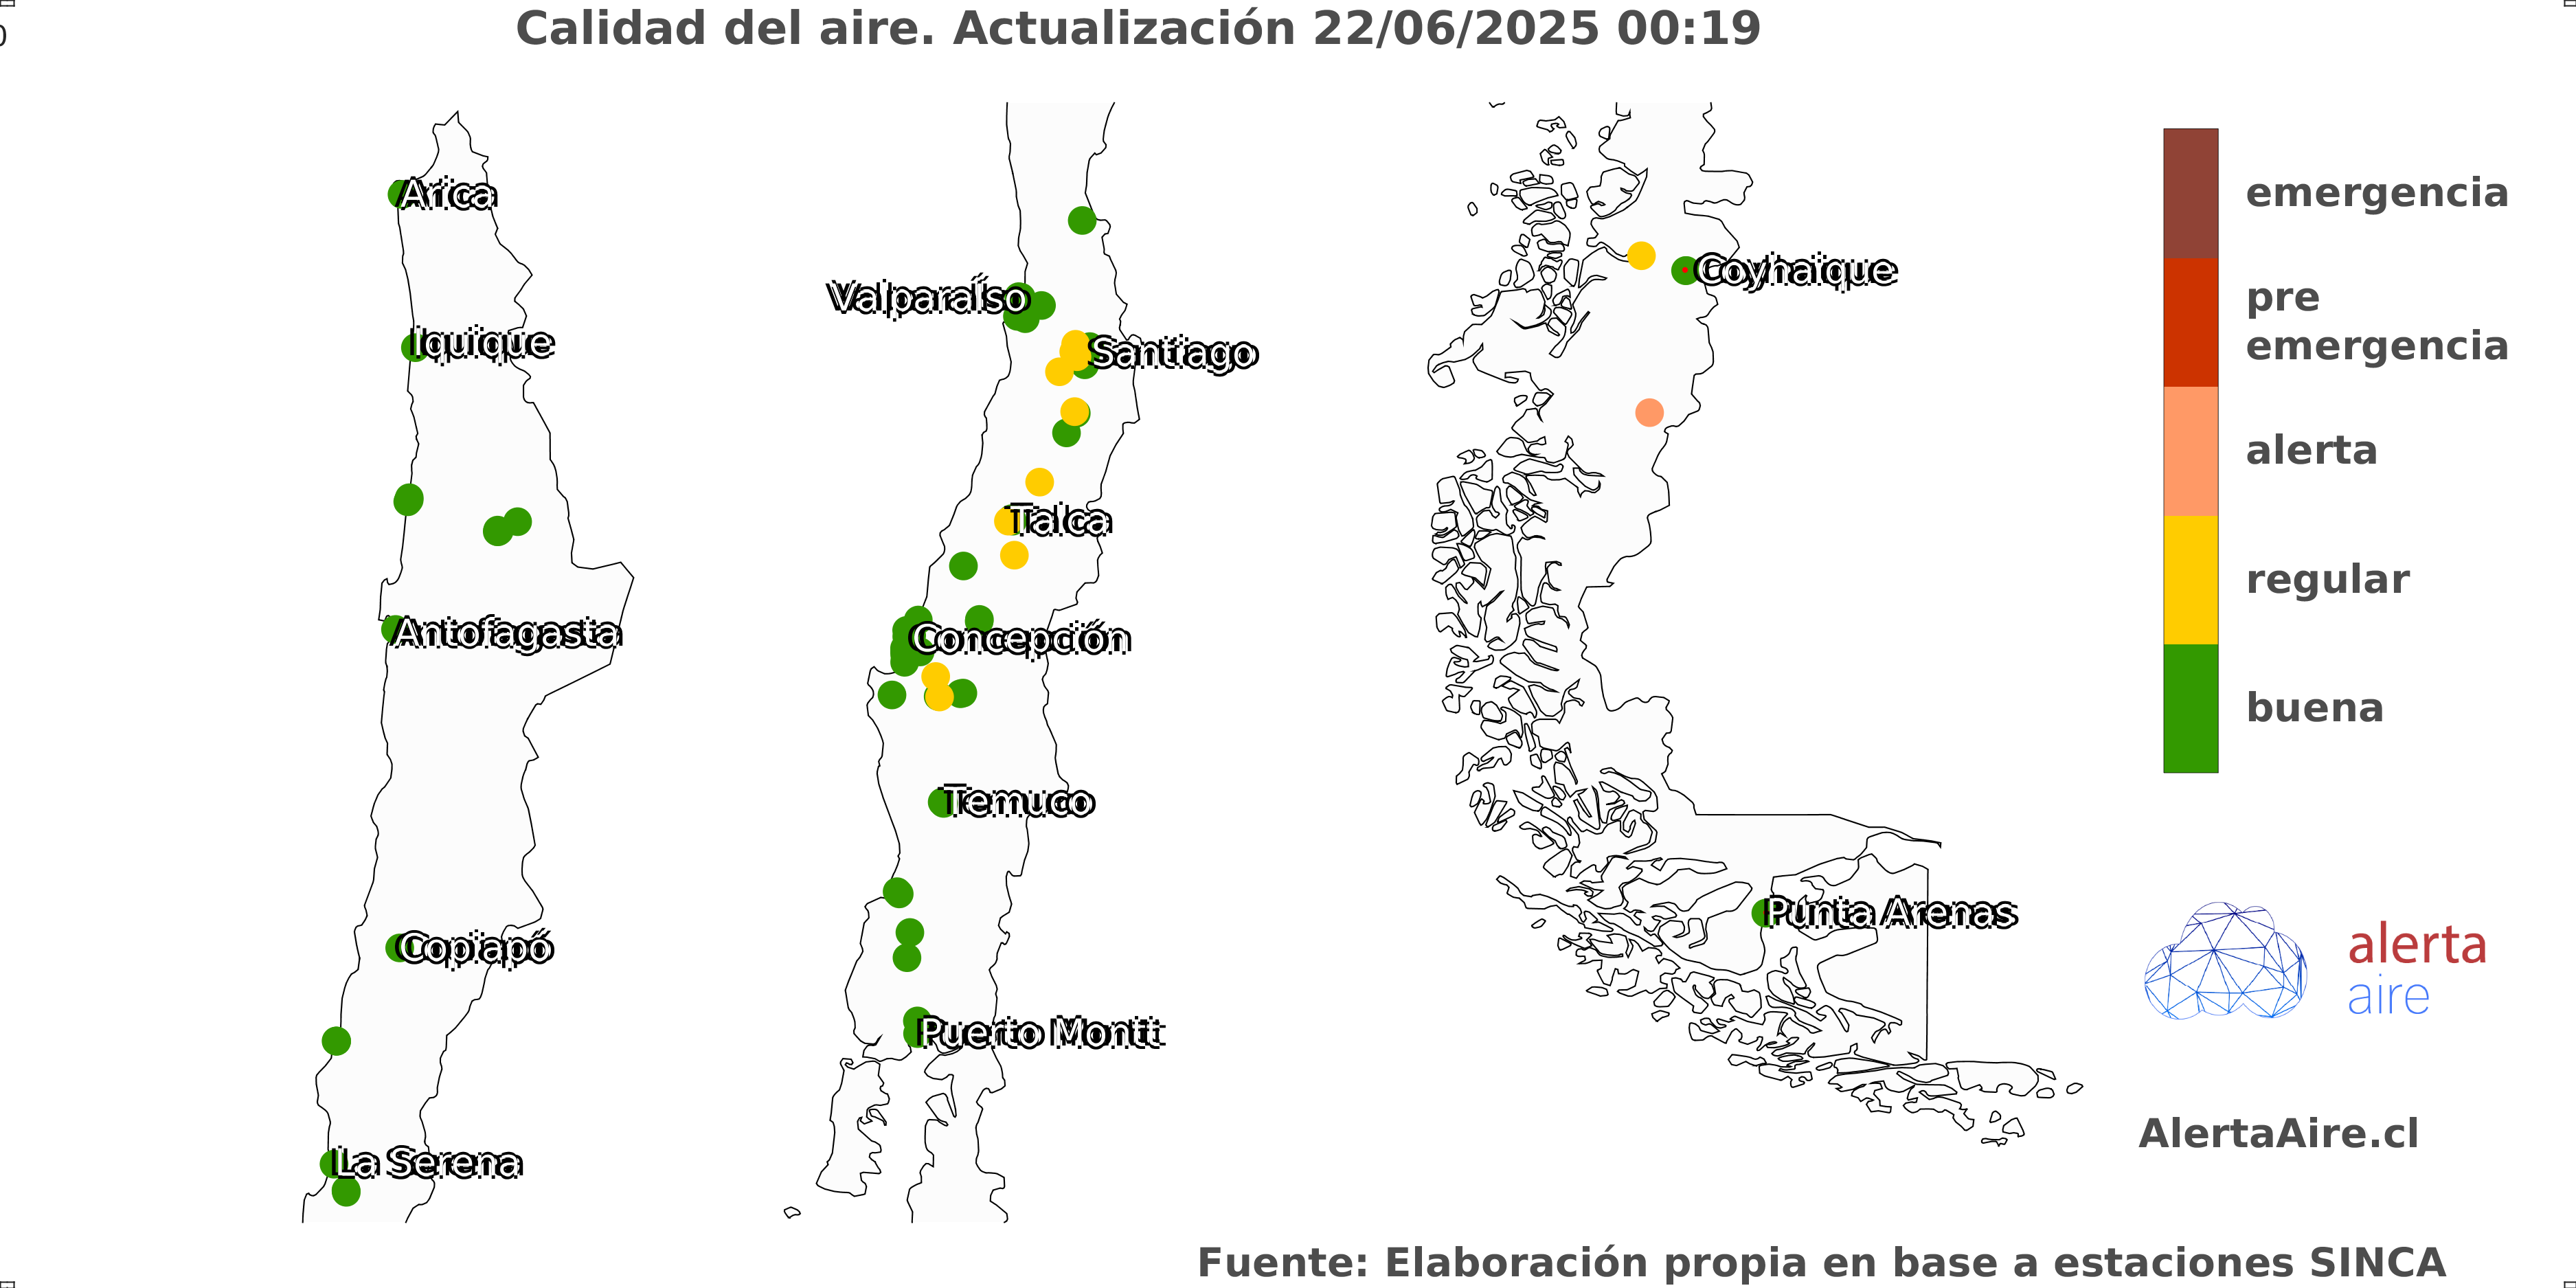 Calidad del aire. Actualización 22/06/2025 00:19
0
Arica
Iquique
Antofagasta
Copiapó
La Serena
Valparaíso
Santiago
Talca
Concepción
Temuco
Puerto Montt
Coyhaique
Punta Arenas
emergencia
pre
emergencia
alerta
regular
buena
alerta
aire
AlertaAire.cl
Fuente: Elaboración propia en base a estaciones SINCA